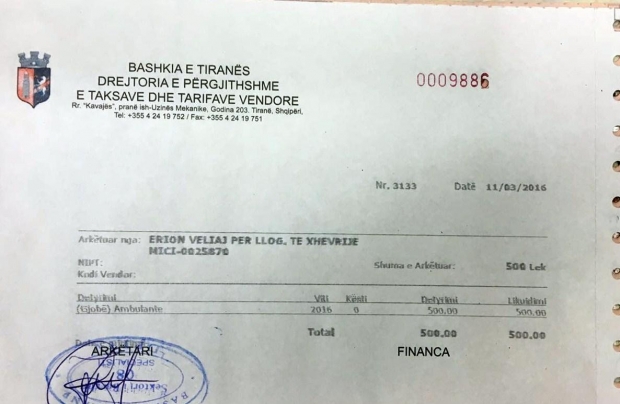 BASHKIA E TIRANËS
DREJTORIA E PËRGJITHSHME
E TAKSAVE DHE TARIFAVE VENDORE
Rr. "Kavajës", pranë ish-Uzinës Mekanike, Godina 203. Tiranë, Shqipëri,
Tel: +355 4 24 19 752 / Fax: +355 4 24 19 751
0009886
Nr. 3133 Datë 11/03/2016
Arkëtuar nga: ERION VELIAJ PER LLOG. TE XHEVRIJE
MICI-0025870
NIPT: Shuma e Arkëtuar: 500 Lek
Kodi Vendor:
Detyrimi Viti Kësti Detyrimi Likuidimi
(Gjobë) Ambulante 2016 0 500.00 500.00
Total 500.00 500.00
ARKËTARI FINANCA
SPECIALISTI
08
Sektori